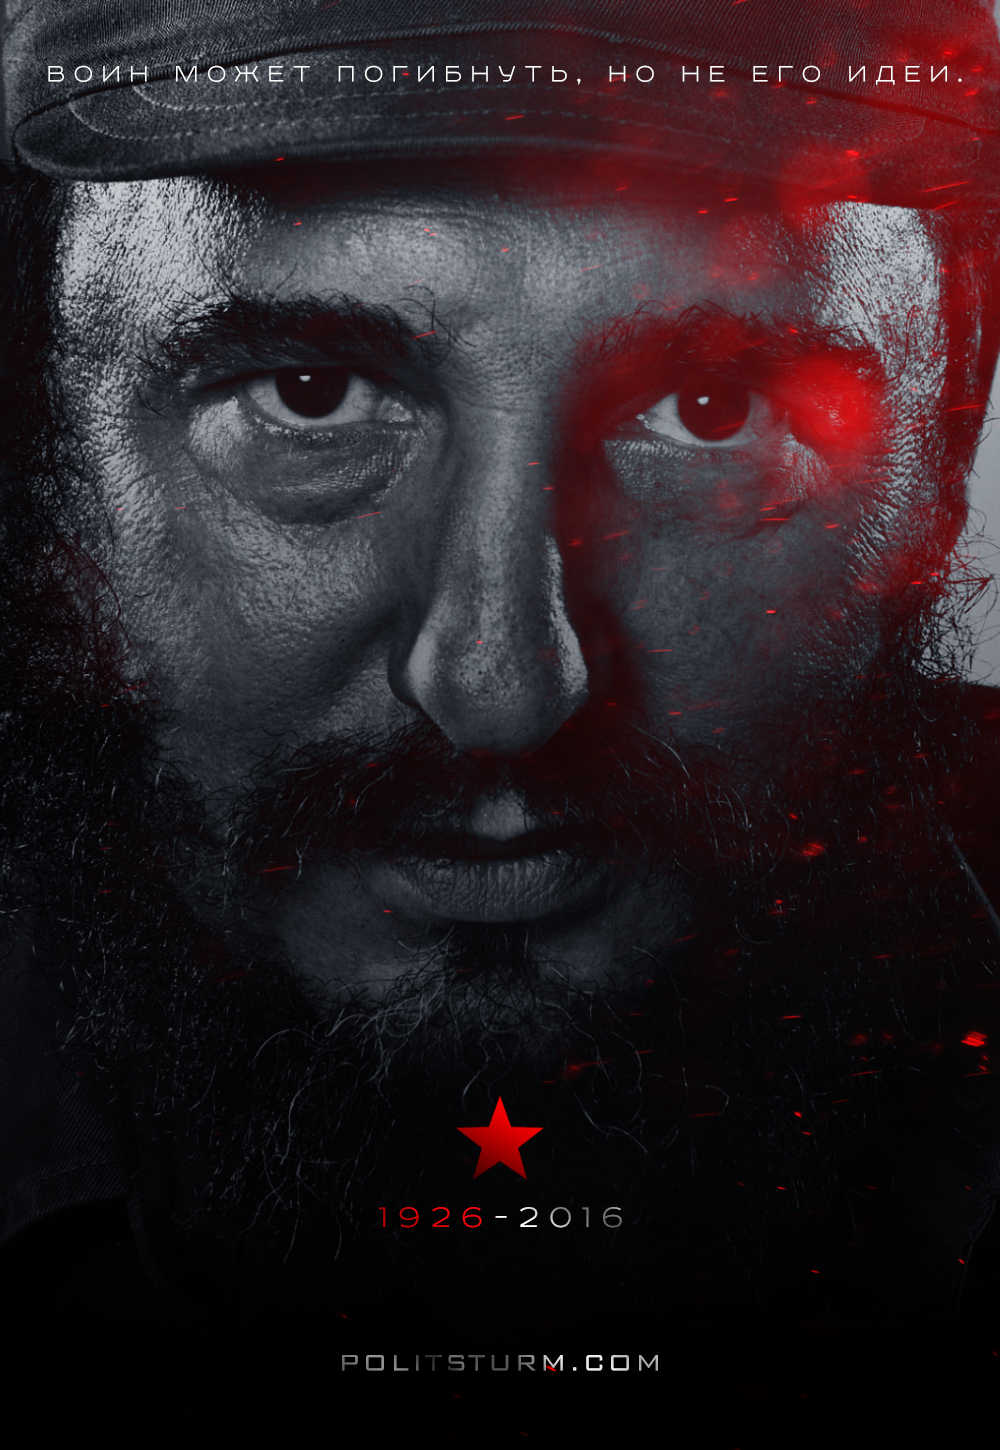 ВОИН МОЖЕТ ПОГИБНУТЬ, НО НЕ ЕГО ИДЕИ.
1926-2016
POLITSTURM.COM